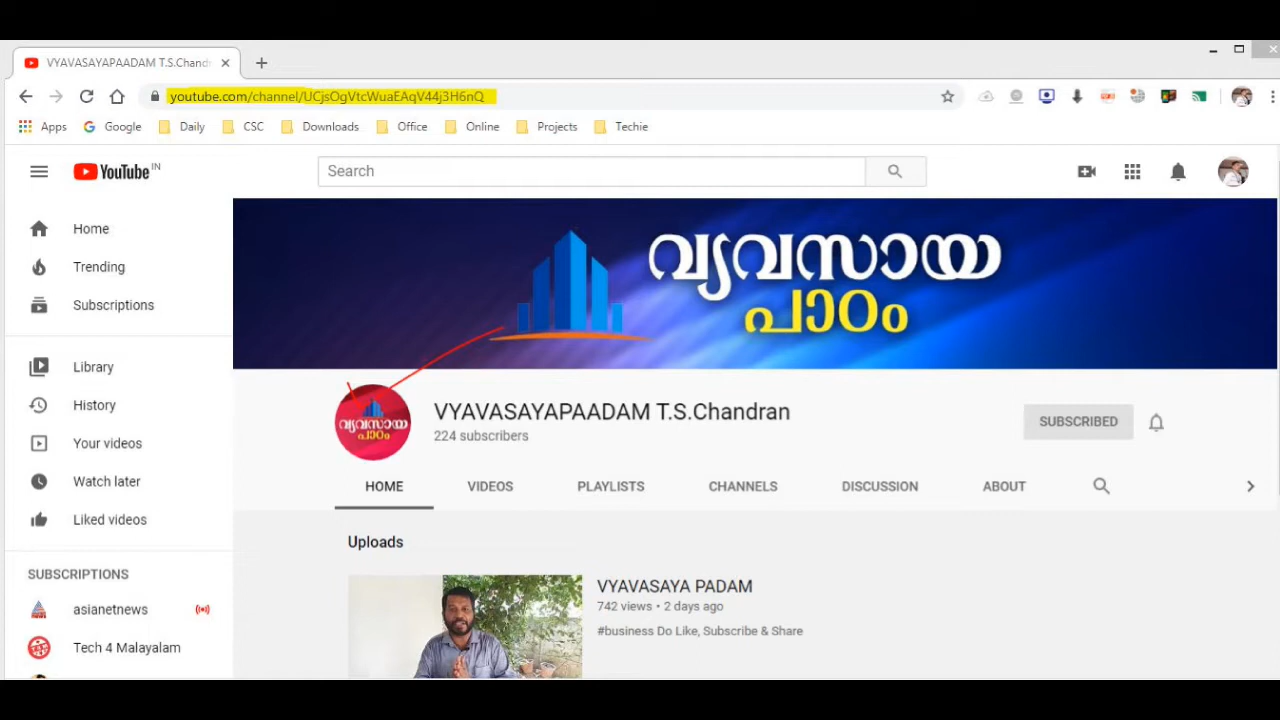 VYAVASAYAPAADAM T.S.Chandr
youtube.com/channel/UCjsOgVtcWuaEAqV44j3H6nQ
Apps Google Daily CSC Downloads Office Online Projects Techie
YouTube IN
Search
Home
Trending
Subscriptions
Library
History
Your videos
Watch later
Liked videos
SUBSCRIPTIONS
asianetnews
Tech 4 Malayalam
വ്യവസായ
പാഠം
വ്യവസായ
പാഠം
VYAVASAYAPAADAM T.S.Chandran
224 subscribers
SUBSCRIBED
HOME VIDEOS PLAYLISTS CHANNELS DISCUSSION ABOUT
Uploads
VYAVASAYA PADAM
742 views • 2 days ago
#business Do Like, Subscribe & Share